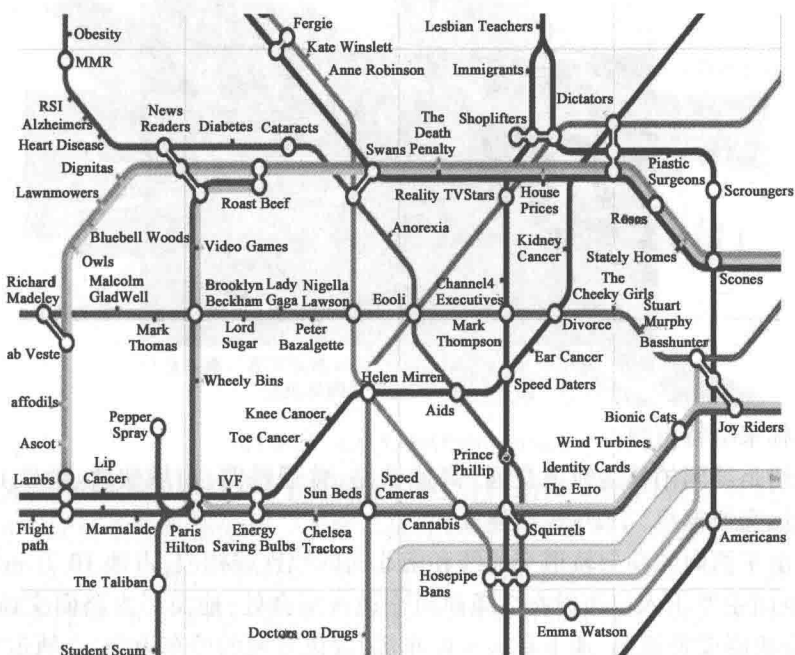 Fergie
Lesbian Teachers
Obesity
Kate Winslett
Anne Robinson
MMR
Immigrants
Dictators
RSI
News
Readers
The
Death
Penalty
Shoplifters
Alzheimers
Diabetes
Cataracts
Heart Disease
Swans
Dignitas
Piastic
Surgeons
Lawnmowers
Roast Beef
Reality TVStars
House
Prices
Scroungers
Anorexia
Bluebell Woods
Video Games
Kidney
Cancer
Stately Homes
Owls
Richard
Madeley
Malcolm
GladWell
Brooklyn
Beckham
Lady
Gaga
Nigella
Lawson
Eooli
Channel4
Executives
The
Cheeky Girls
Scones
Mark
Thomas
Lord
Sugar
Peter
Bazalgette
Mark
Thompson
Divorce
Stuart
Murphy
Basshunter
ab Veste
Ear Cancer
Wheely Bins
Helen Mirren
Speed Daters
affodils
Pepper
Spray
Knee Canoer
Aids
Bionic Cats
Joy Riders
Toe Cancer
Ascot
Prince
Phillip
Wind Turbines
Lambs
Lip
Cancer
IVF
Sun Beds
Speed
Cameras
Identity Cards
The Euro
Flight
path
Marmalade
Paris
Hilton
Energy
Saving Bulbs
Chelsea
Tractors
Cannabis
Squirrels
Americans
The Taliban
Hosepipe
Bans
Doctors on Drugs
Emma Watson
Student Scum